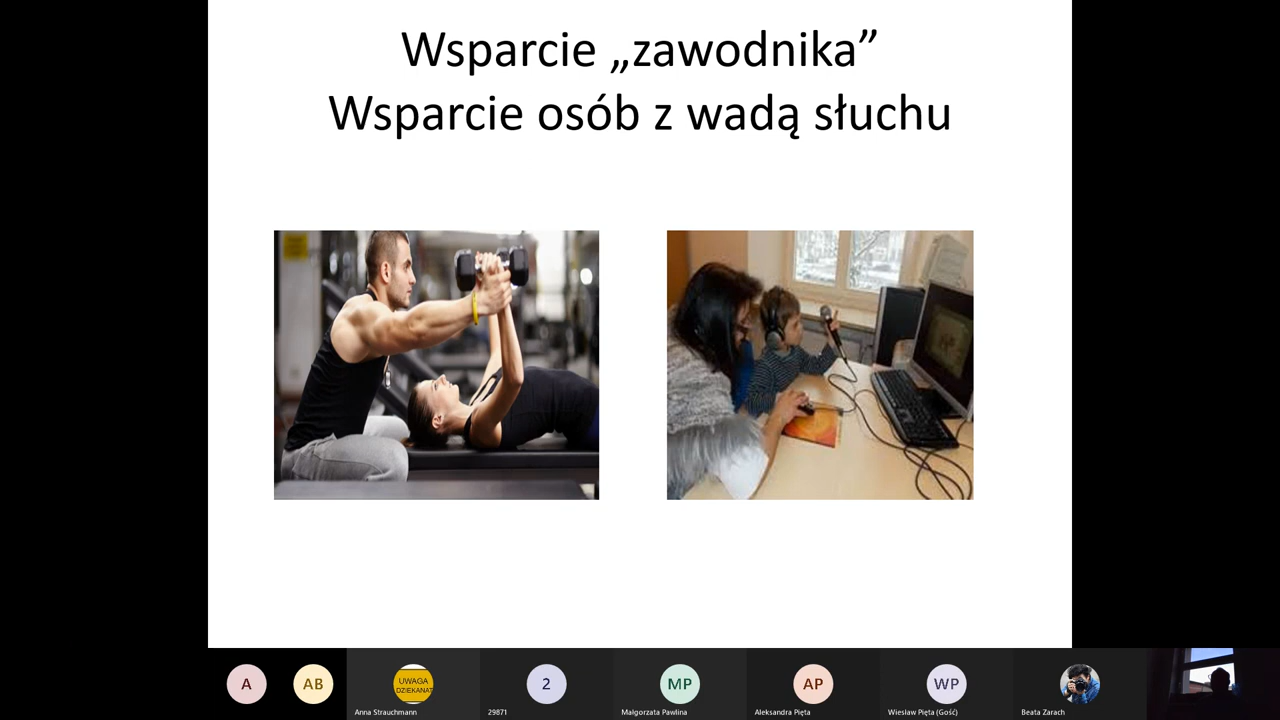 Wsparcie „zawodnika”
Wsparcie osób z wadą słuchu
A
AB
UWAGA
DZIEKANAT
Anna Strauchmann
2
29871
MP
Małgorzata Pawlina
AP
Aleksandra Pięta
WP
Wiesław Pięta (Gość)
Beata Zarach